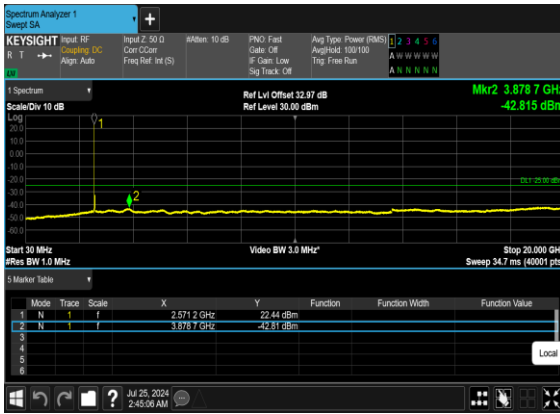 Spectrum Analyzer 1
Swept SA
+
KEYSIGHT
R T
Input: RF
Coupling: DC
Align: Auto
Input Z: 50 Ω
Corr CCorr
Freq Ref: Int (S)
#Atten: 10 dB
PNO: Fast
Gate: Off
IF Gain: Low
Sig Track: Off
Avg Type: Power (RMS)
Avg|Hold: 100/100
Trig: Free Run
1 2 3 4 5 6
A W W W W W
A N N N N N
1 Spectrum
Scale/Div 10 dB
Ref Lvl Offset 32.97 dB
Ref Level 30.00 dBm
Mkr2 3.878 7 GHz
-42.815 dBm
Log
20.0
10.0
0.00
-10.0
-20.0
-30.0
-40.0
-50.0
-60.0
1
2
DL1 -25.00 dBm
Start 30 MHz
#Res BW 1.0 MHz
Video BW 3.0 MHz*
Stop 20.000 GHz
Sweep 34.7 ms (40001 pts)
5 Marker Table
Mode Trace Scale X Y Function Function Width Function Value
1 N 1 f 2.571 2 GHz 22.44 dBm
2 N 1 f 3.878 7 GHz -42.81 dBm
3
4
5
6
Local
?
Jul 25, 2024
2:45:06 AM